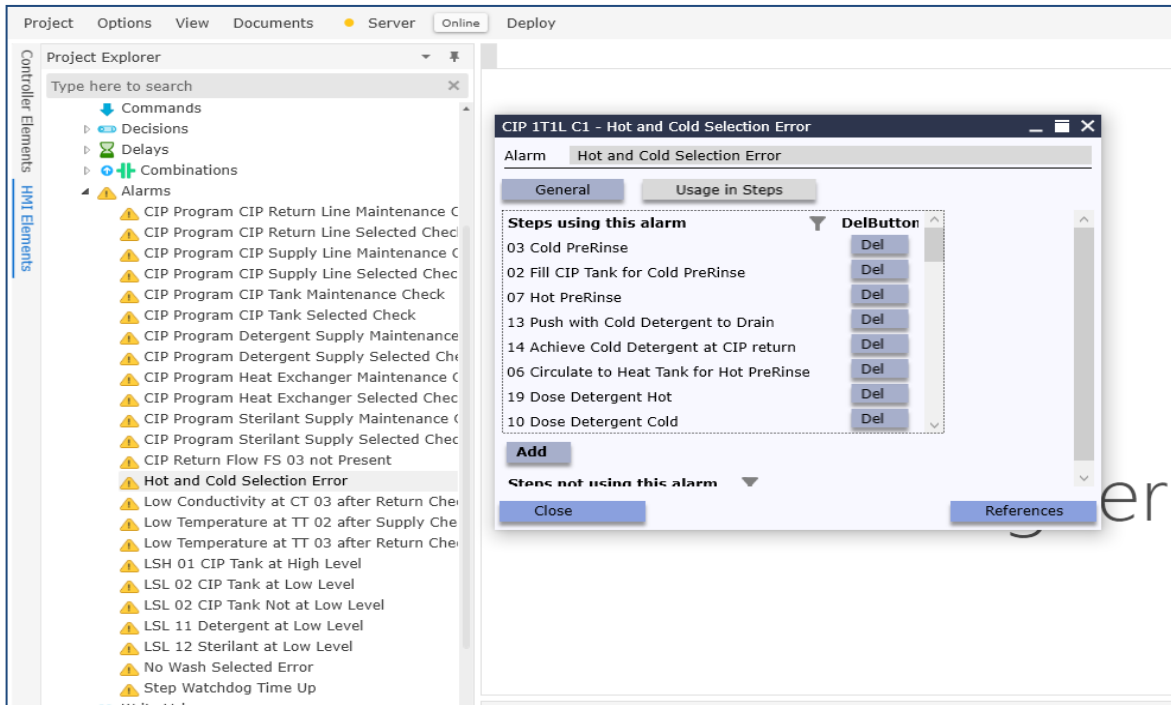 Project Options View Documents Server Online Deploy
Controller Elements
HMI Elements
Project Explorer
Type here to search
Commands
Decisions
Delays
Combinations
Alarms
CIP Program CIP Return Line Maintenance C
CIP Program CIP Return Line Selected Chec
CIP Program CIP Supply Line Maintenance C
CIP Program CIP Supply Line Selected Chec
CIP Program CIP Tank Maintenance Check
CIP Program CIP Tank Selected Check
CIP Program Detergent Supply Maintenance
CIP Program Detergent Supply Selected Che
CIP Program Heat Exchanger Maintenance C
CIP Program Heat Exchanger Selected Chec
CIP Program Sterilant Supply Maintenance C
CIP Program Sterilant Supply Selected Chec
CIP Return Flow FS 03 not Present
Hot and Cold Selection Error
Low Conductivity at CT 03 after Return Che
Low Temperature at TT 02 after Supply Che
Low Temperature at TT 03 after Return Che
LSH 01 CIP Tank at High Level
LSL 02 CIP Tank at Low Level
LSL 02 CIP Tank Not at Low Level
LSL 11 Detergent at Low Level
LSL 12 Sterilant at Low Level
No Wash Selected Error
Step Watchdog Time Up
CIP 1T1L C1 - Hot and Cold Selection Error
Alarm Hot and Cold Selection Error
General Usage in Steps
Steps using this alarm DelButton
03 Cold PreRinse Del
02 Fill CIP Tank for Cold PreRinse Del
07 Hot PreRinse Del
13 Push with Cold Detergent to Drain Del
14 Achieve Cold Detergent at CIP return Del
06 Circulate to Heat Tank for Hot PreRinse Del
19 Dose Detergent Hot Del
10 Dose Detergent Cold Del
Add
Steps not using this alarm
Close References
er